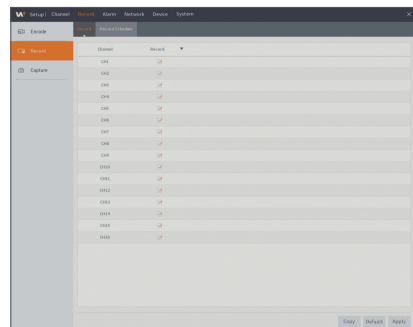 Setup | Channel Record Alarm Network Device System ×
Encode
Record
Capture
Record Record Schedule
Channel Record ▼
CH1
CH2
CH3
CH4
CH5
CH6
CH7
CH8
CH9
CH10
CH11
CH12
CH13
CH14
CH15
CH16
Copy Default Apply